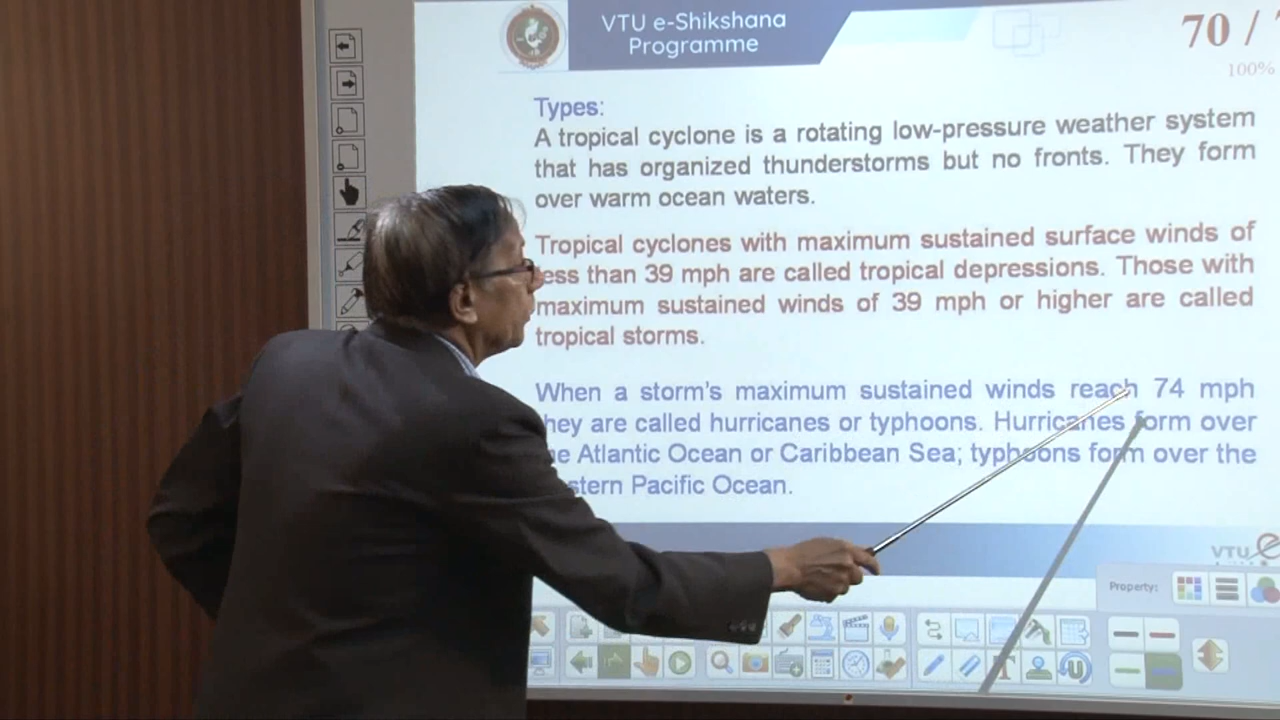 VTU e-Shikshana
Programme
70 /
100%
Types:
A tropical cyclone is a rotating low-pressure weather system
that has organized thunderstorms but no fronts. They form
over warm ocean waters.
Tropical cyclones with maximum sustained surface winds of
ess than 39 mph are called tropical depressions. Those with
maximum sustained winds of 39 mph or higher are called
tropical storms.
When a storm's maximum sustained winds reach 74 mph
hey are called hurricanes or typhoons. Hurricanes form over
e Atlantic Ocean or Caribbean Sea; typhoons form over the
stern Pacific Ocean.
VTU e
Property: